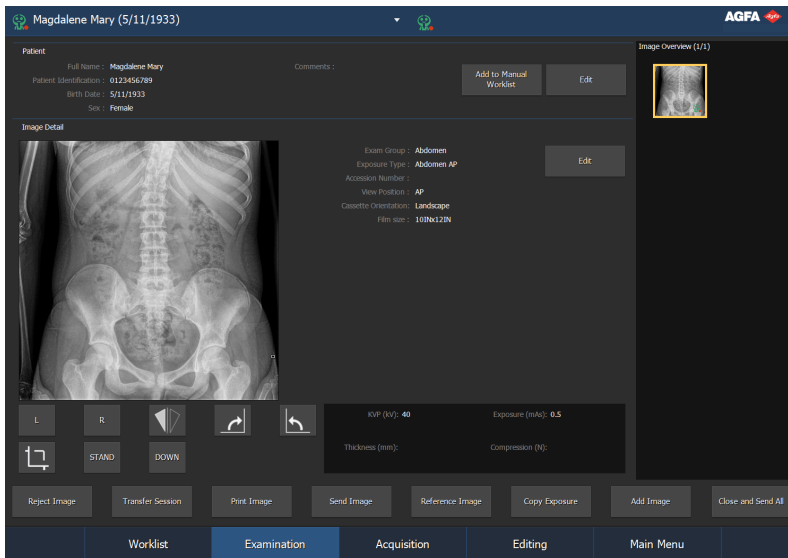 Magdalene Mary (5/11/1933)
AGFA
Patient
Full Name : Magdalene Mary
Comments :
Patient Identification : 0123456789
Birth Date : 5/11/1933
Sex : Female
Add to Manual
Worklist
Edit
Image Overview (1/1)
Image Detail
Exam Group : Abdomen
Exposure Type : Abdomen AP
Accession Number :
View Position : AP
Cassette Orientation: Landscape
Film size : 10INx12IN
Edit
L
R
STAND
DOWN
KVP (kV): 40
Exposure (mAs): 0.5
Thickness (mm):
Compression (N):
Reject Image
Transfer Session
Print Image
Send Image
Reference Image
Copy Exposure
Add Image
Close and Send All
Worklist
Examination
Acquisition
Editing
Main Menu